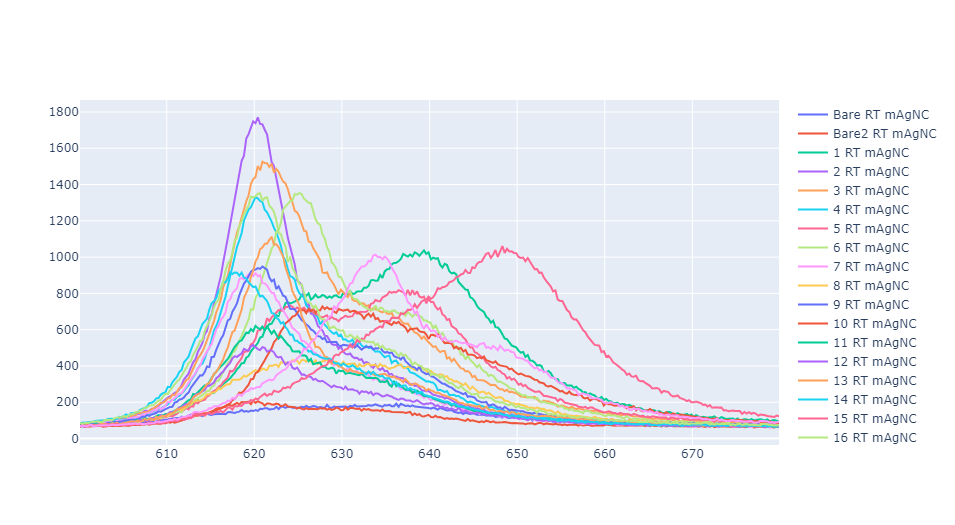 1800
1600
1400
1200
1000
800
600
400
200
0
610
620
630
640
650
660
670
Bare RT mAgNC
Bare2 RT mAgNC
1 RT mAgNC
2 RT mAgNC
3 RT mAgNC
4 RT mAgNC
5 RT mAgNC
6 RT mAgNC
7 RT mAgNC
8 RT mAgNC
9 RT mAgNC
10 RT mAgNC
11 RT mAgNC
12 RT mAgNC
13 RT mAgNC
14 RT mAgNC
15 RT mAgNC
16 RT mAgNC